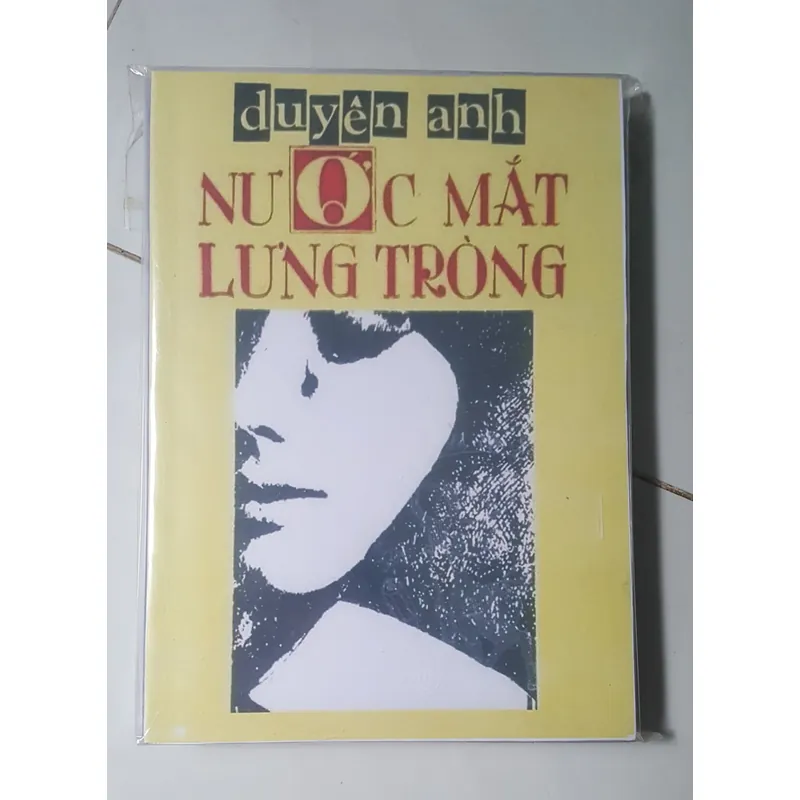 duyên anh
NƯỚC MẮT
LƯNG TRÒNG